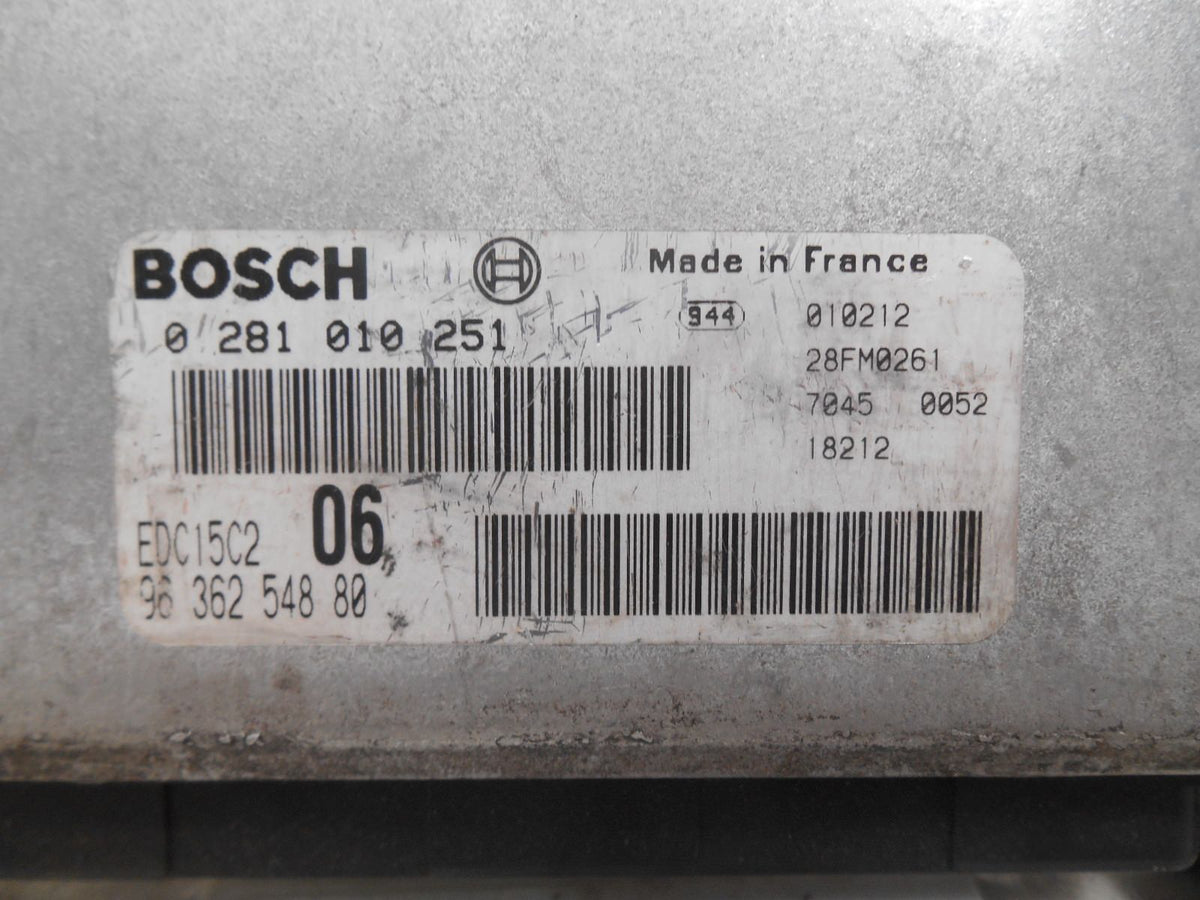 BOSCH
Made in France
0 281 010 251
944
010212
28FM0261
7045 0052
18212
EDC15C2 06
96 362 548 80